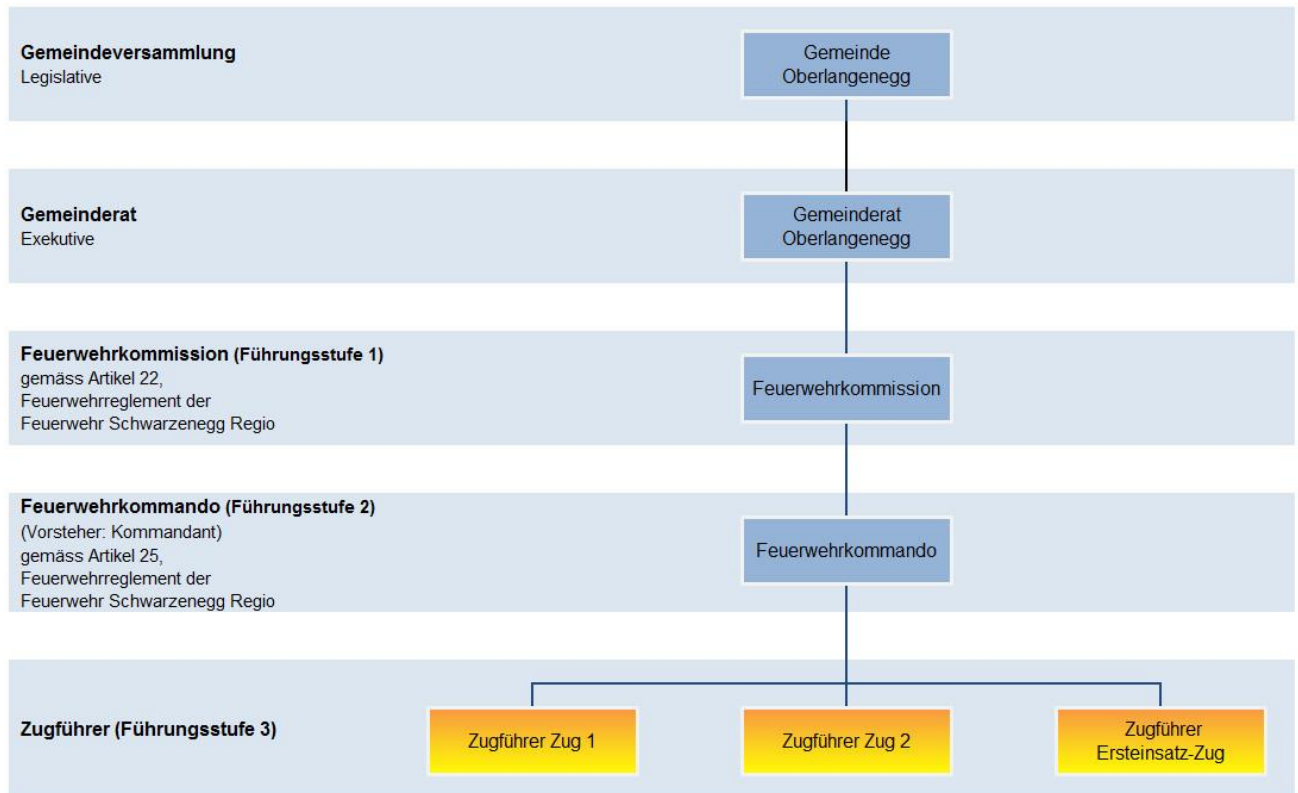 Gemeindeversammlung
Legislative
Gemeinde
Oberlangenegg
Gemeinderat
Exekutive
Gemeinderat
Oberlangenegg
Feuerwehrkommission (Führungsstufe 1)
gemäss Artikel 22,
Feuerwehrreglement der
Feuerwehr Schwarzenegg Regio
Feuerwehrkommission
Feuerwehrkommando (Führungsstufe 2)
(Vorsteher: Kommandant)
gemäss Artikel 25,
Feuerwehrreglement der
Feuerwehr Schwarzenegg Regio
Feuerwehrkommando
Zugführer (Führungsstufe 3)
Zugführer Zug 1
Zugführer Zug 2
Zugführer
Ersteinsatz-Zug